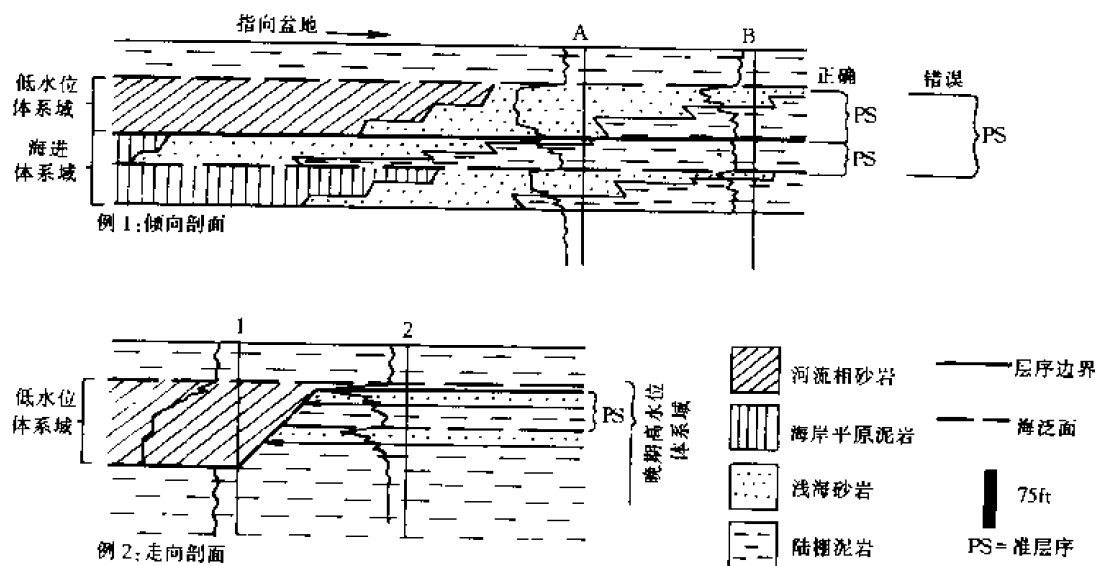 指向盆地
A
B
低水位
体系域
海进
体系域
正确
错误
PS
PS
PS
例1:倾向剖面
1
2
低水位
体系域
PS
晚期高水位
体系域
例2:走向剖面
河流相砂岩
海岸平原泥岩
浅海砂岩
陆棚泥岩
层序边界
海泛面
75ft
PS=准层序